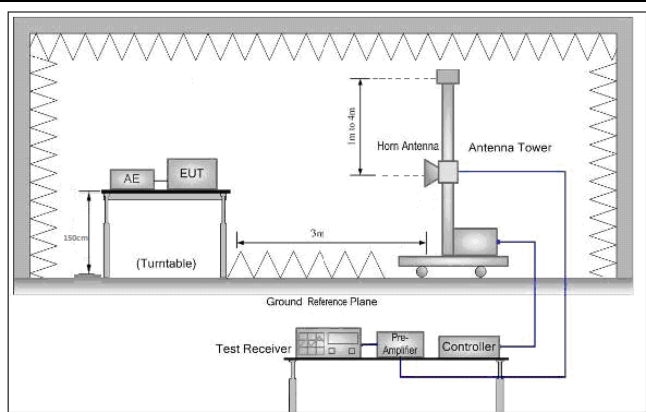 1m to 4m
Horn Antenna
Antenna Tower
AE
EUT
150cm
3m
(Turntable)
Ground Reference Plane
Test Receiver
Pre-
Amplifier
Controller